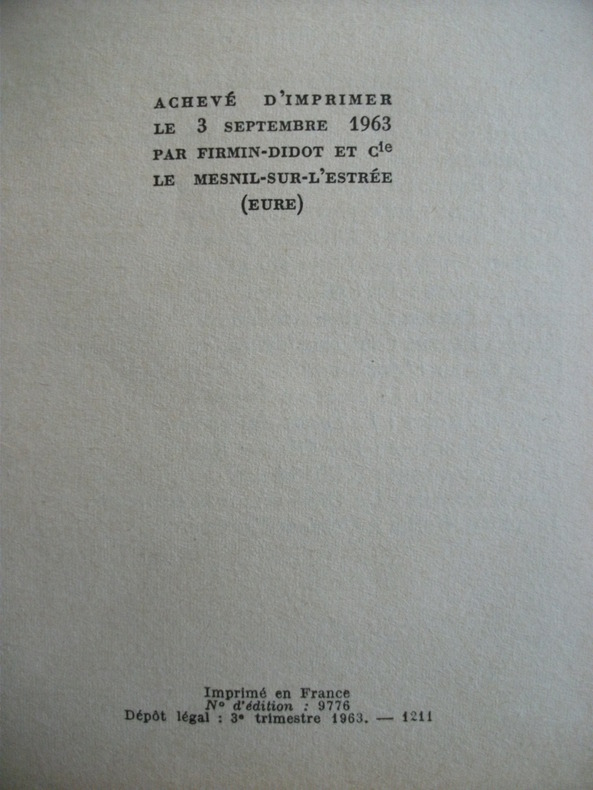 ACHEVÉ D'IMPRIMER
LE 3 SEPTEMBRE 1963
PAR FIRMIN-DIDOT ET Cie
LE MESNIL-SUR-L'ESTRÉE
(EURE)
Imprimé en France
No d'édition : 9776
Dépôt légal : 3e trimestre 1963. — 1211